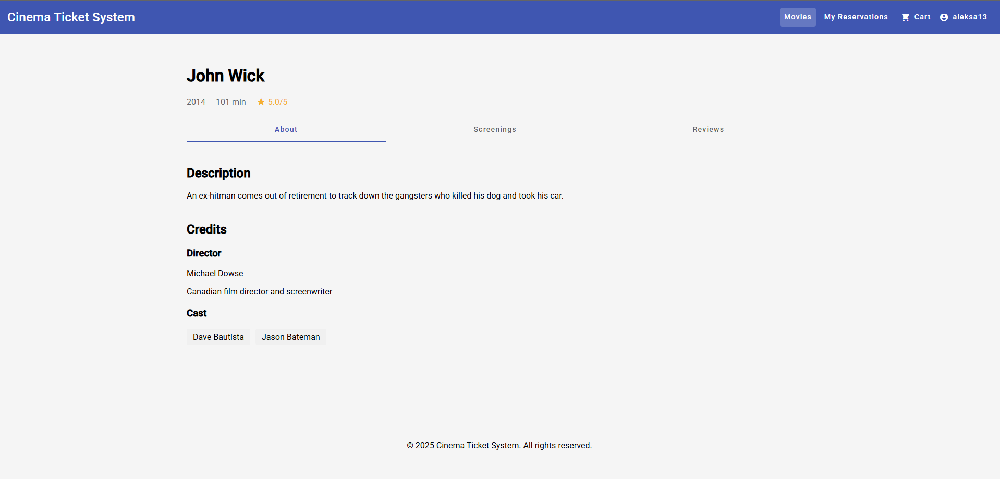 Cinema Ticket System
Movies My Reservations Cart aleksa13
John Wick
2014 101 min ★ 5.0/5
About Screenings Reviews
Description
An ex-hitman comes out of retirement to track down the gangsters who killed his dog and took his car.
Credits
Director
Michael Dowse
Canadian film director and screenwriter
Cast
Dave Bautista Jason Bateman
© 2025 Cinema Ticket System. All rights reserved.